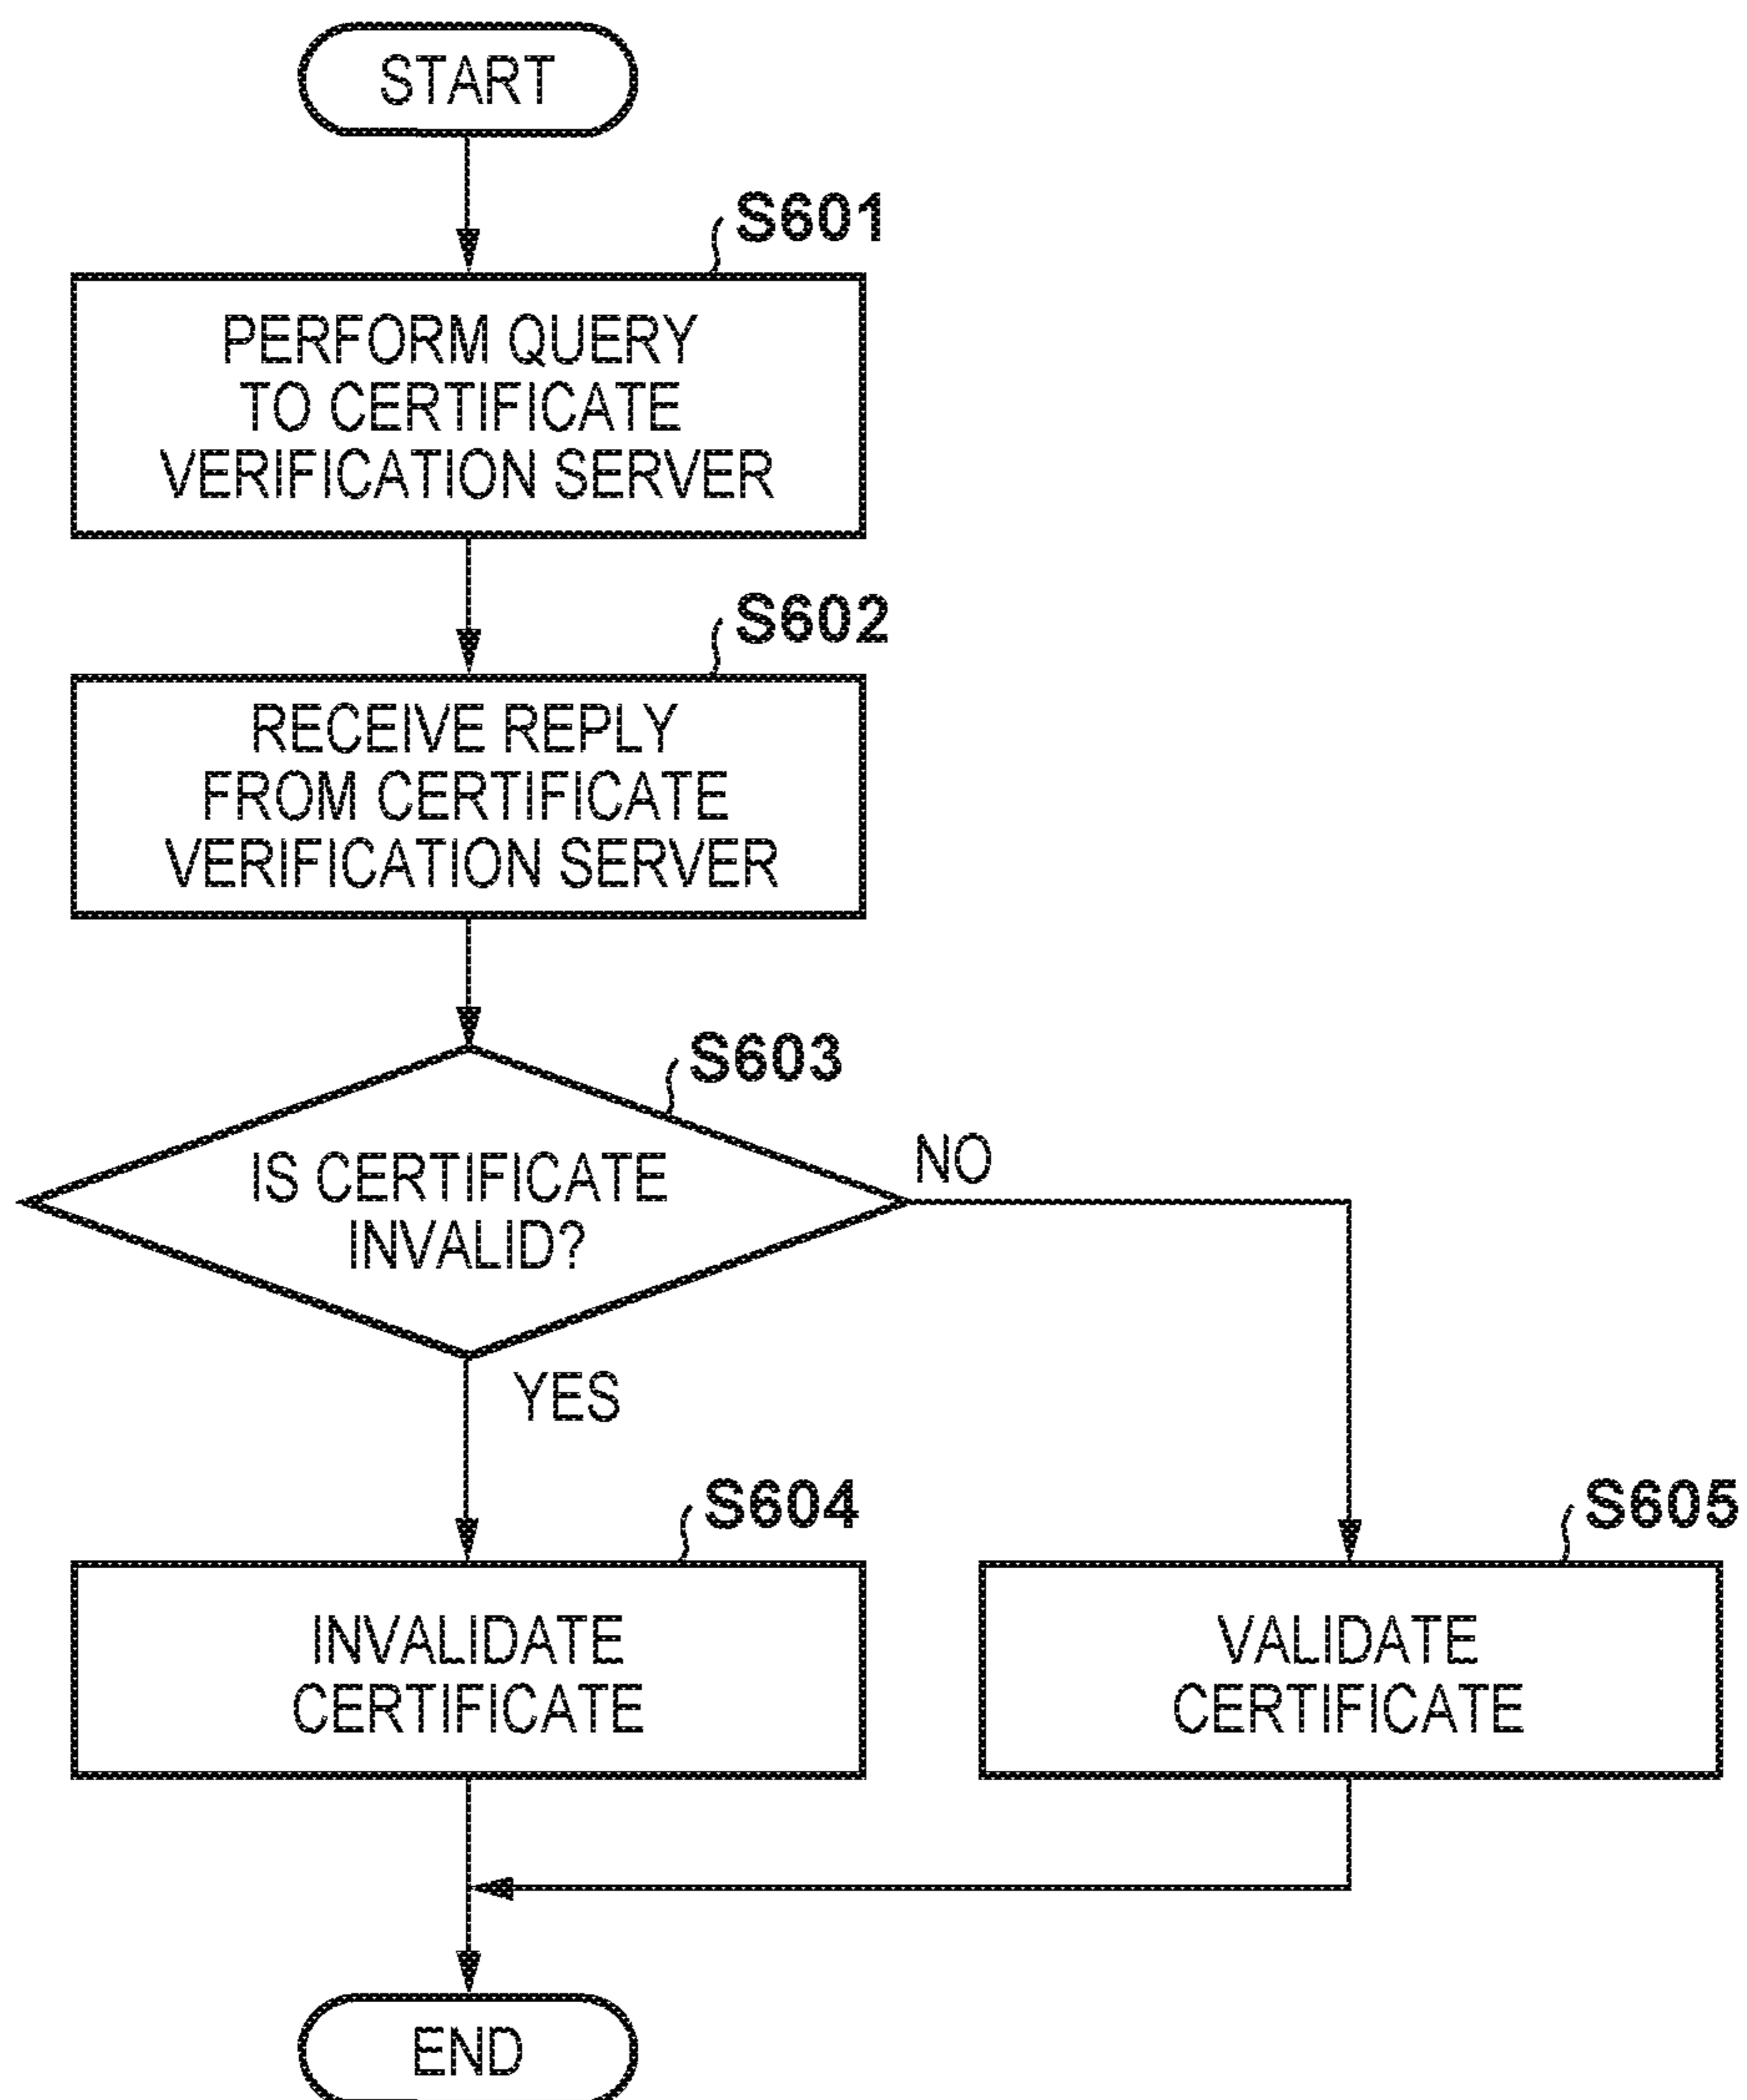 START
S601
PERFORM QUERY
TO CERTIFICATE
VERIFICATION SERVER
S602
RECEIVE REPLY
FROM CERTIFICATE
VERIFICATION SERVER
S603
IS CERTIFICATE
INVALID?
NO
YES
S604
INVALIDATE
CERTIFICATE
S605
VALIDATE
CERTIFICATE
END